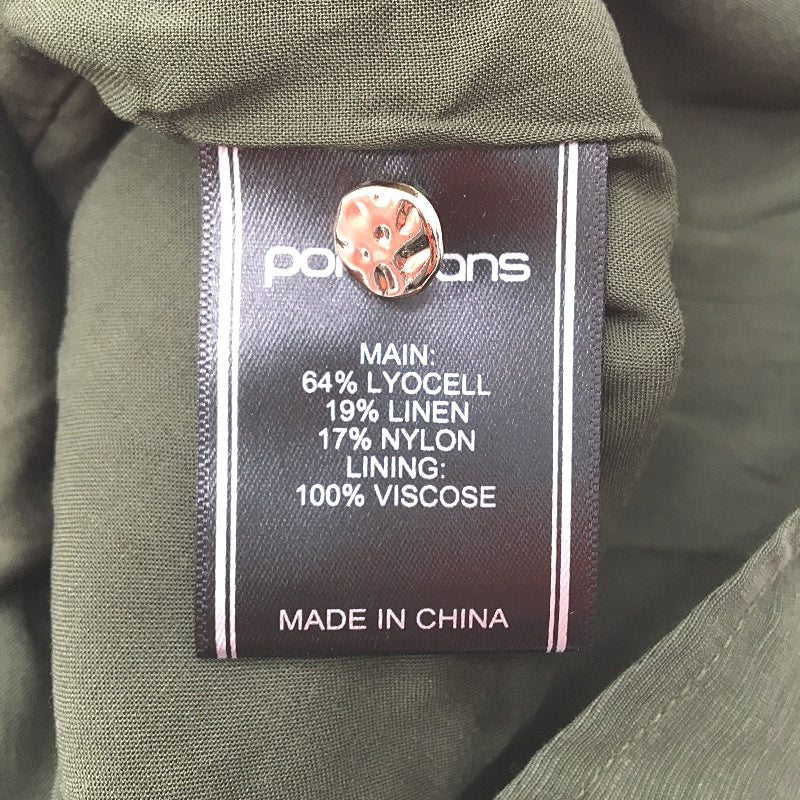 MAIN:
64% LYOCELL
19% LINEN
17% NYLON
LINING:
100% VISCOSE
MADE IN CHINA